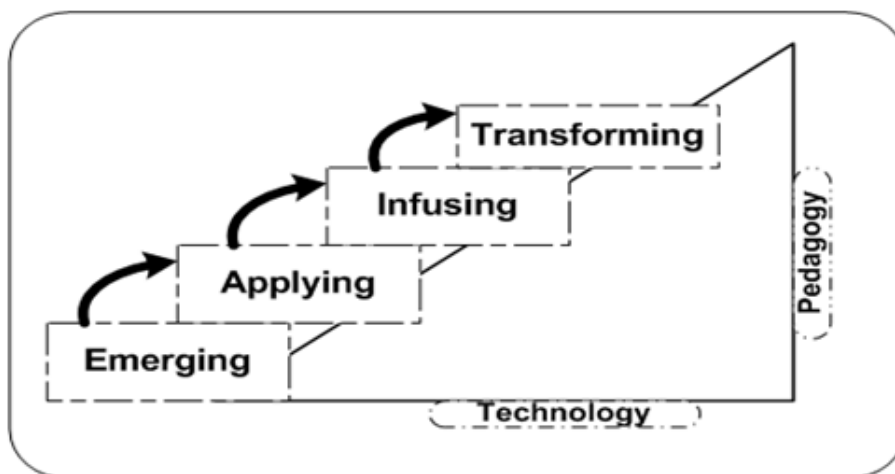 Transforming
Infusing
Applying
Emerging
Pedagogy
Technology